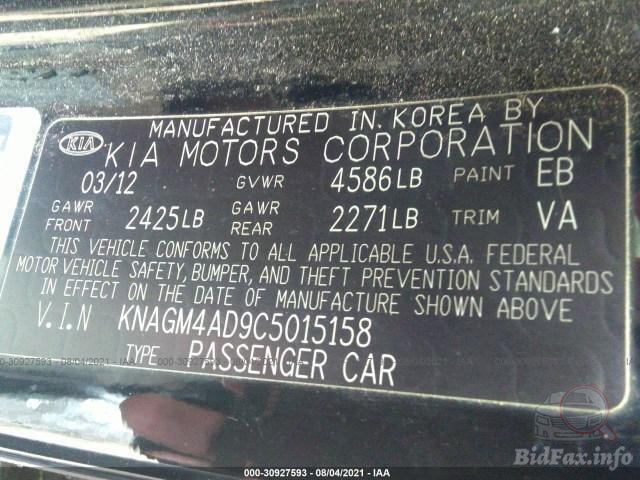 MANUFACTURED IN KOREA BY
KIA KIA MOTORS CORPORATION
03/12 GVWR 4586LB PAINT EB
GAWR FRONT 2425LB GAWR REAR 2271LB TRIM VA
THIS VEHICLE CONFORMS TO ALL APPLICABLE U.S.A. FEDERAL
MOTOR VEHICLE SAFETY, BUMPER, AND THEFT PREVENTION STANDARDS
IN EFFECT ON THE DATE OF MANUFACTURE SHOWN ABOVE
V.I.N KNAGM4AD9C5015158
TYPE PASSENGER CAR
000-30927593 - 08/04/2021 - IAA
BidFax.info